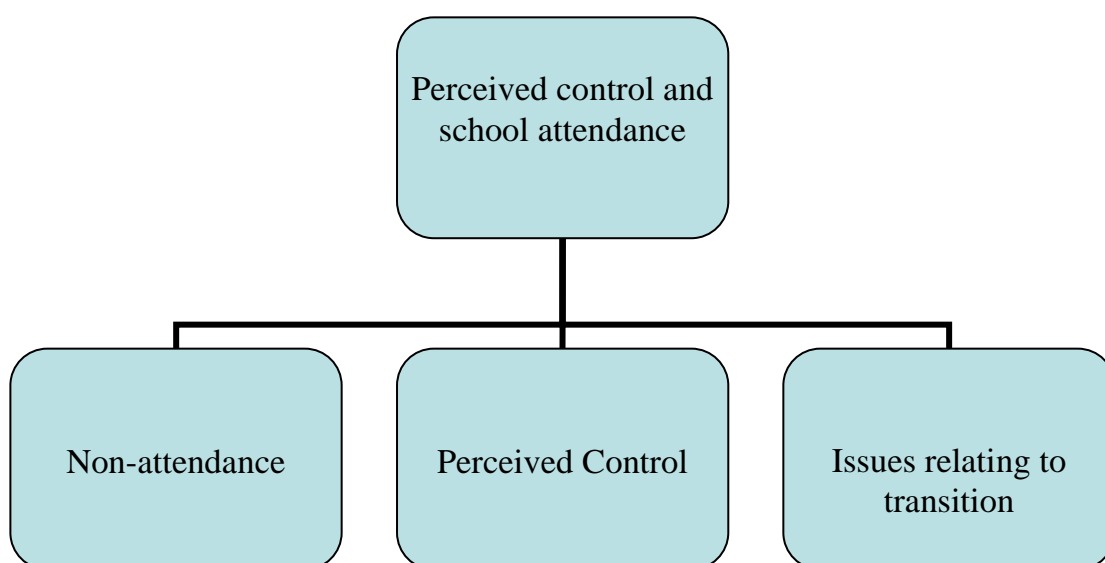 Perceived control and
school attendance
Non-attendance
Perceived Control
Issues relating to
transition